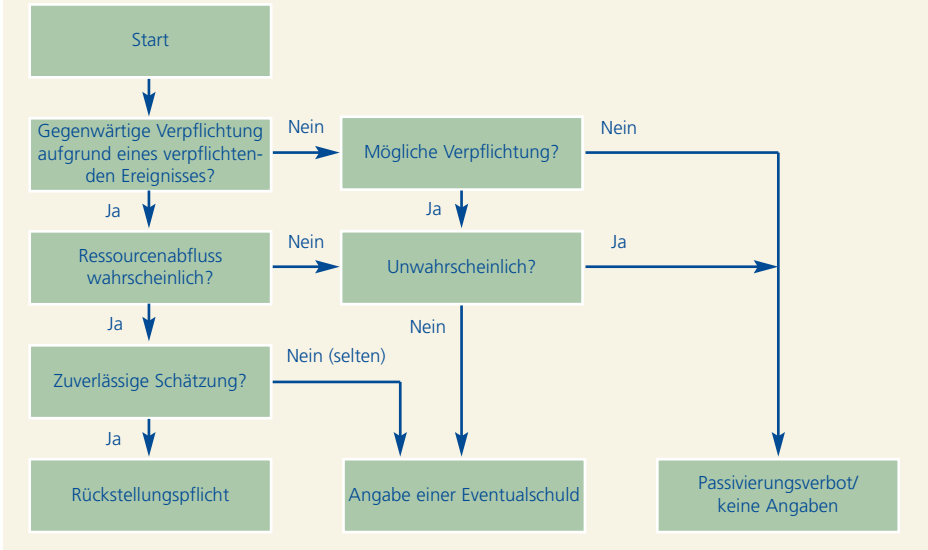 Start
Gegenwärtige Verpflichtung
aufgrund eines verpflichten-
den Ereignisses?
Nein
Mögliche Verpflichtung?
Nein
Ja
Ja
Ressourcenabfluss
wahrscheinlich?
Nein
Unwahrscheinlich?
Ja
Ja
Nein
Zuverlässige Schätzung?
Nein (selten)
Ja
Rückstellungspflicht
Angabe einer Eventualschuld
Passivierungsverbot/
keine Angaben